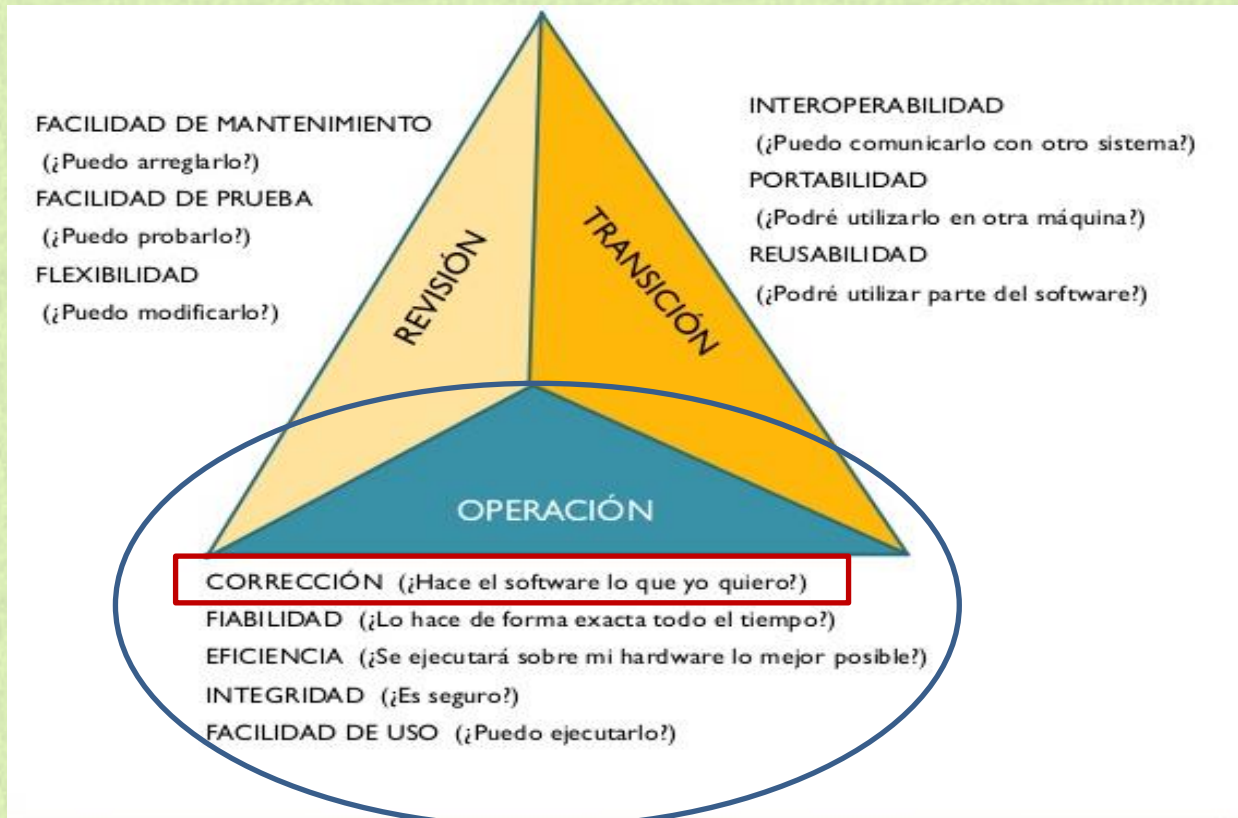 FACILIDAD DE MANTENIMIENTO
(¿Puedo arreglarlo?)
FACILIDAD DE PRUEBA
(¿Puedo probarlo?)
FLEXIBILIDAD
(¿Puedo modificarlo?)
REVISIÓN
TRANSICIÓN
INTEROPERABILIDAD
(¿Puedo comunicarlo con otro sistema?)
PORTABILIDAD
(¿Podré utilizarlo en otra máquina?)
REUSABILIDAD
(¿Podré utilizar parte del software?)
OPERACIÓN
CORRECCIÓN (¿Hace el software lo que yo quiero?)
FIABILIDAD (¿Lo hace de forma exacta todo el tiempo?)
EFICIENCIA (¿Se ejecutará sobre mi hardware lo mejor posible?)
INTEGRIDAD (¿Es seguro?)
FACILIDAD DE USO (¿Puedo ejecutarlo?)